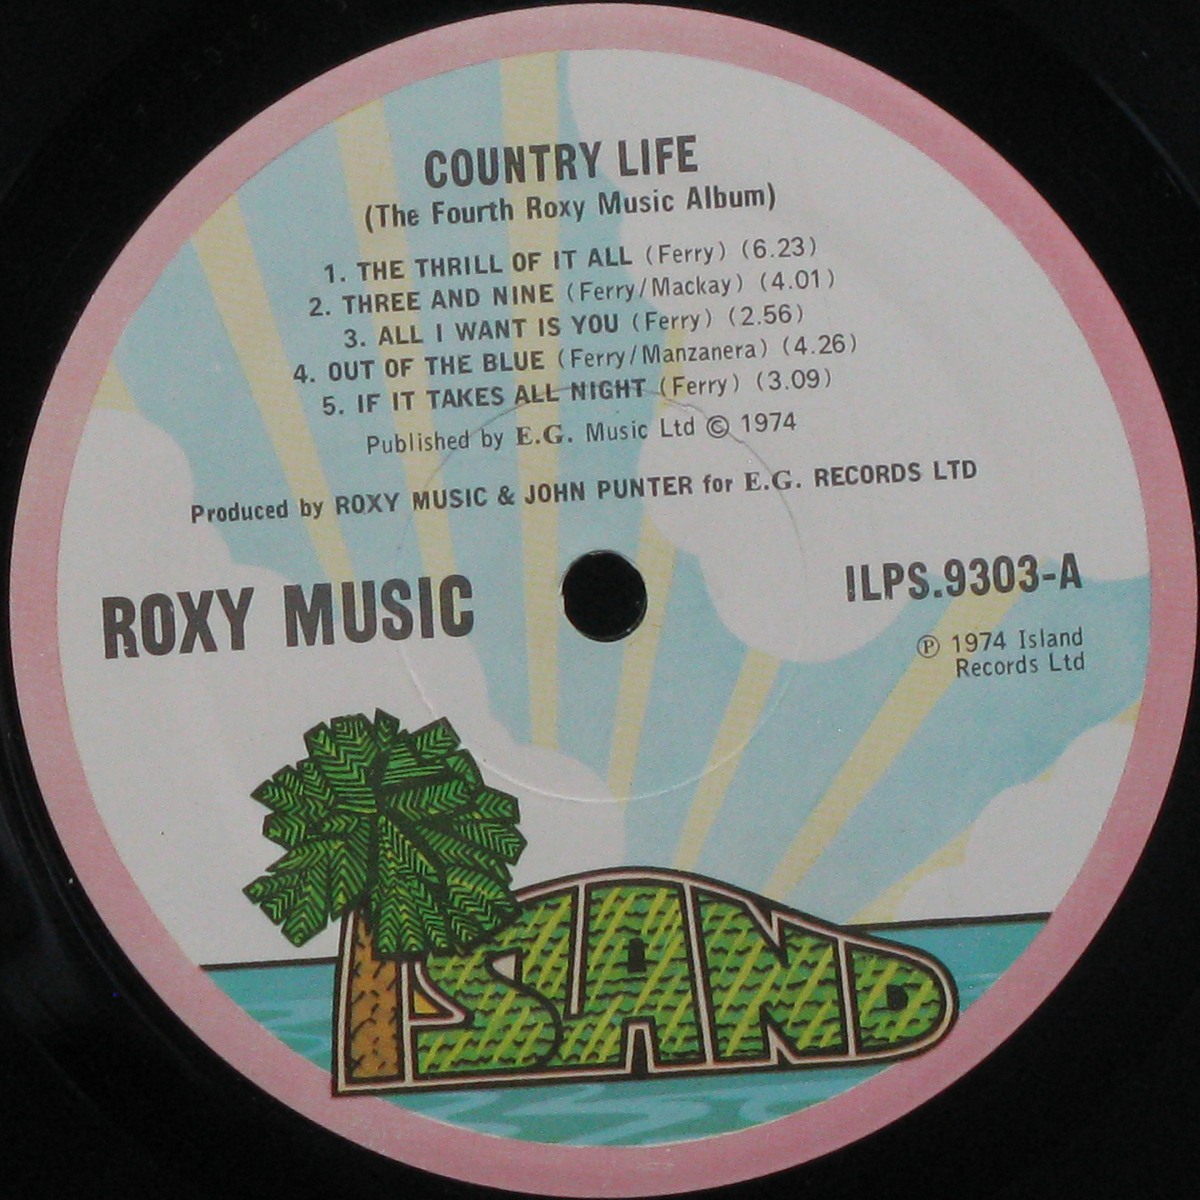 COUNTRY LIFE
(The Fourth Roxy Music Album)
1. THE THRILL OF IT ALL (Ferry) (6.23)
2. THREE AND NINE (Ferry/Mackay) (4.01)
3. ALL I WANT IS YOU (Ferry) (2.56)
4. OUT OF THE BLUE (Ferry/Manzanera) (4.26)
5. IF IT TAKES ALL NIGHT (Ferry) (3.09)
Published by E.G. Music Ltd © 1974
Produced by ROXY MUSIC & JOHN PUNTER for E.G. RECORDS LTD
ROXY MUSIC
ILPS.9303-A
℗ 1974 Island
Records Ltd
ISLAND